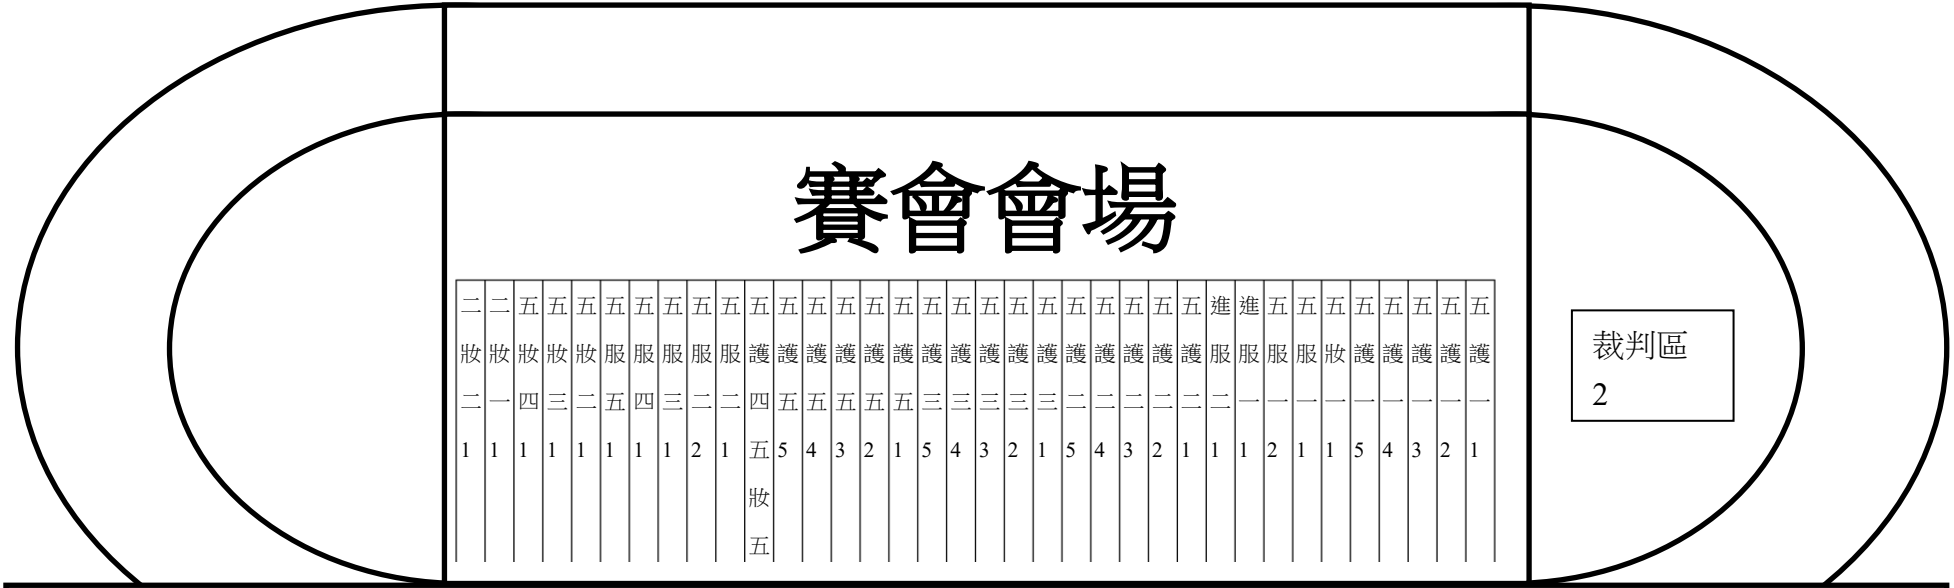 賽會會場
五護一1
五護一2
五護一3
五護一4
五護一5
五妝一1
五服一1
五服一2
進服一1
進服二1
五護二1
五護二2
五護二3
五護二4
五護二5
五護三1
五護三2
五護三3
五護三4
五護三5
五護五1
五護五2
五護五3
五護五4
五護五5
五護四五妝五
五服二1
五服二2
五服三1
五服四1
五服五1
五妝二1
五妝三1
五妝四1
二妝一1
二妝二1
裁判區
2